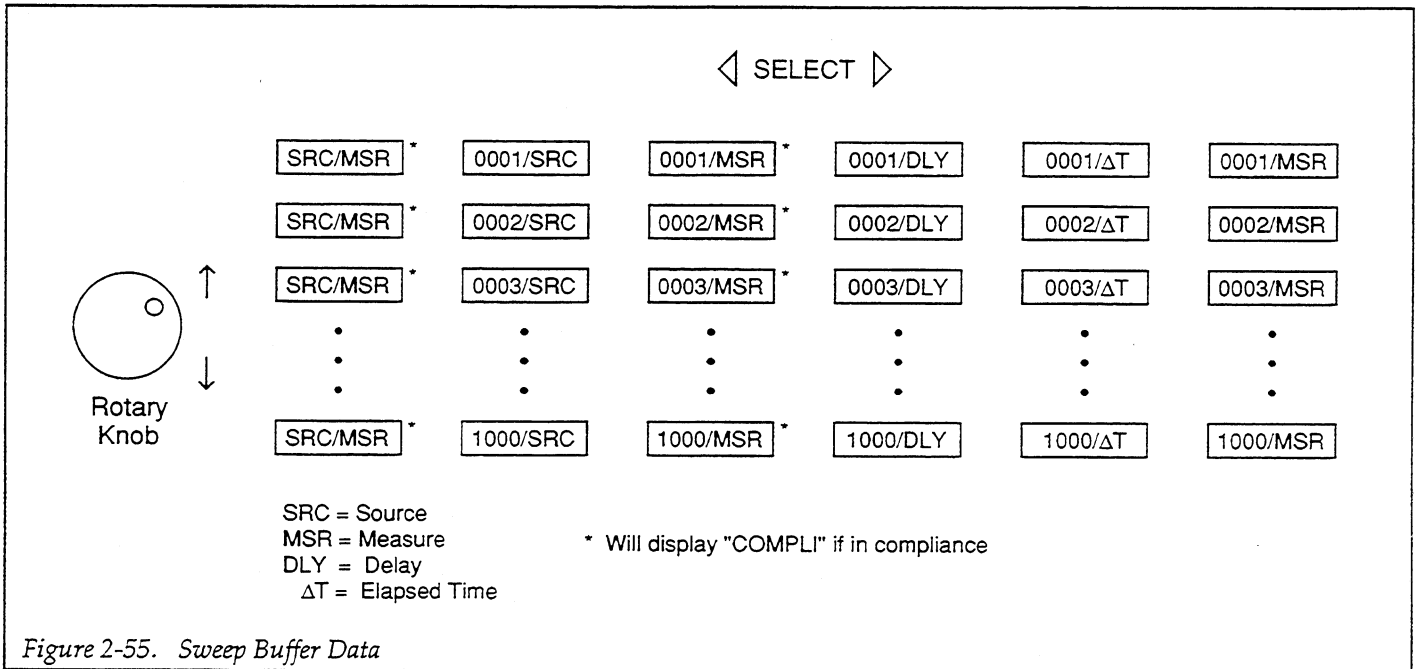 ◁ SELECT ▷
SRC/MSR * 0001/SRC 0001/MSR * 0001/DLY 0001/ΔT 0001/MSR
SRC/MSR * 0002/SRC 0002/MSR * 0002/DLY 0002/ΔT 0002/MSR
SRC/MSR * 0003/SRC 0003/MSR * 0003/DLY 0003/ΔT 0003/MSR
Rotary
Knob
SRC/MSR * 1000/SRC 1000/MSR * 1000/DLY 1000/ΔT 1000/MSR
SRC = Source
MSR = Measure
DLY = Delay
ΔT = Elapsed Time
* Will display "COMPLI" if in compliance
Figure 2-55. Sweep Buffer Data